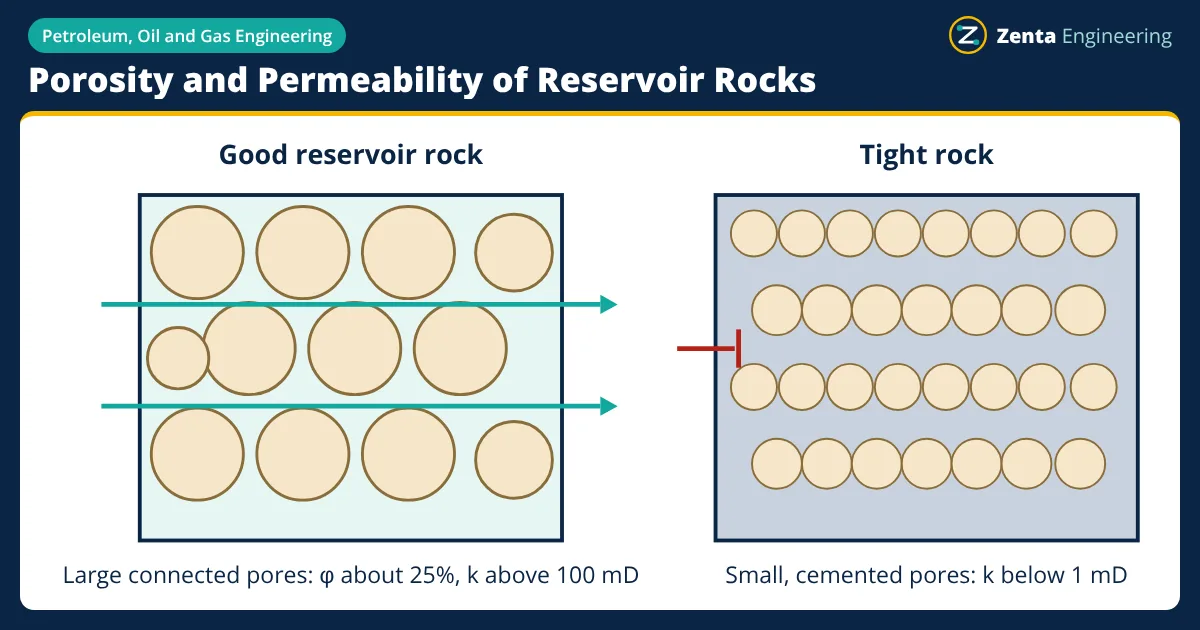 Petroleum, Oil and Gas Engineering
Zenta Engineering
Porosity and Permeability of Reservoir Rocks
Good reservoir rock
Tight rock
Large connected pores: φ about 25%, k above 100 mD
Small, cemented pores: k below 1 mD